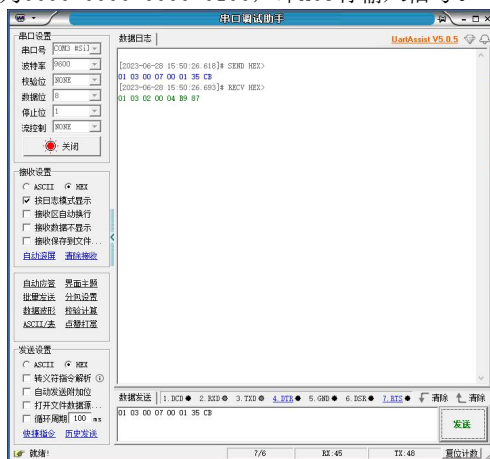 串口调试助手
串口设置
串口号 COM3 #Sil
波特率 9600
校验位 NONE
数据位 8
停止位 1
流控制 NONE
关闭
接收设置
ASCII HEX
按日志模式显示
接收区自动换行
接收数据不显示
接收保存到文件...
自动滚屏 清除接收
自动应答 界面主题
批量发送 分包设置
数据波形 校验计算
ASCII/表 点赞打赏
发送设置
ASCII HEX
转义符指令解析
自动发送附加位
打开文件数据源...
循环周期 100 ms
快捷指令 历史发送
数据日志
UartAssist V5.0.5
[2023-06-28 15:50:26.618]# SEND HEX>
01 03 00 07 00 01 35 CB
[2023-06-28 15:50:26.693]# RECV HEX>
01 03 02 00 04 B9 87
数据发送 1. DCD 2. RXD 3. TXD 4. DTR 5. GND 6. DSR 7. RTS 清除 清除
01 03 00 07 00 01 35 CB
发送
就绪! 7/6 RX:45 TX:48 复位计数